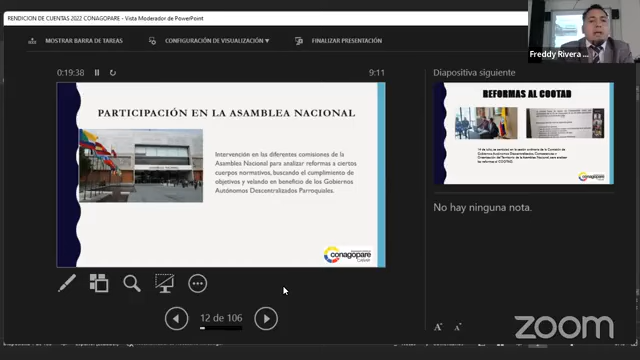 RENDICION DE CUENTAS 2022 CONAGOPARE - Vista Moderador de PowerPoint
MOSTRAR BARRA DE TAREAS
CONFIGURACIÓN DE VISUALIZACIÓN ▾
FINALIZAR PRESENTACIÓN
Freddy Rivera ...
0:19:38
9:11
Diapositiva siguiente
PARTICIPACIÓN EN LA ASAMBLEA NACIONAL
Intervención en las diferentes comisiones de la
Asamblea Nacional para analizar reformas a ciertos
cuerpos normativos, buscando el cumplimiento de
objetivos y velando en beneficio de los Gobiernos
Autónomos Descentralizados Parroquiales.
conagopare
CAÑAR
REFORMAS AL COOTAD
conagopare
No hay ninguna nota.
12 de 106
zoom